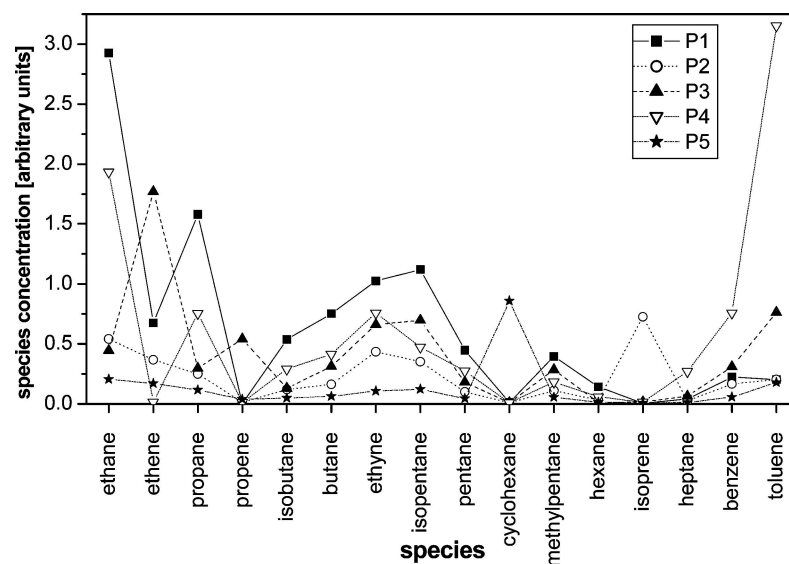 species concentration [arbitrary units]
3.0
2.5
2.0
1.5
1.0
0.5
0.0
P1
P2
P3
P4
P5
ethane
ethene
propane
propene
isobutane
butane
ethyne
isopentane
pentane
cyclohexane
methylpentane
hexane
isoprene
heptane
benzene
toluene
species